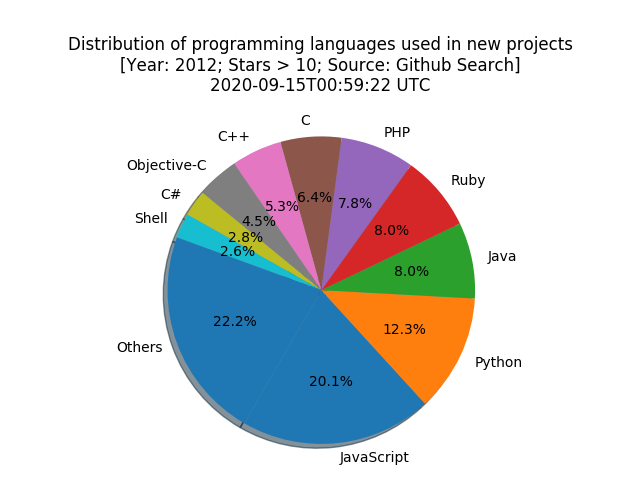 Distribution of programming languages used in new projects
[Year: 2012; Stars > 10; Source: Github Search]
2020-09-15T00:59:22 UTC
C
PHP
C++
Ruby
Objective-C
C#
Shell
Java
Others
Python
JavaScript
6.4%
7.8%
5.3%
4.5%
8.0%
2.8%
2.6%
8.0%
22.2%
12.3%
20.1%